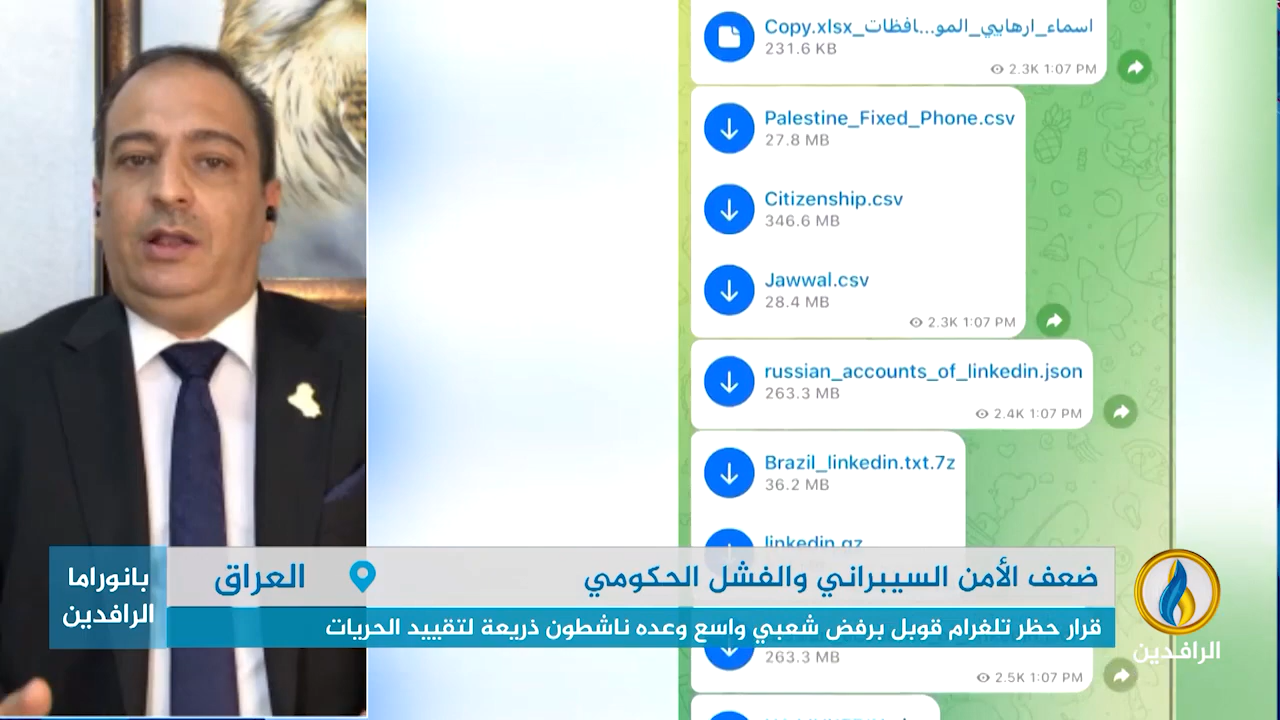 اسماء_ارهابيي_المو...افظات_Copy.xlsx
231.6 KB
2.3K 1:07 PM
Palestine_Fixed_Phone.csv
27.8 MB
Citizenship.csv
346.6 MB
Jawwal.csv
28.4 MB
2.3K 1:07 PM
russian_accounts_of_linkedin.json
263.3 MB
2.4K 1:07 PM
Brazil_linkedin.txt.7z
36.2 MB
linkedin.gz
ضعف الأمن السيبراني والفشل الحكومي
العراق
بانوراما
الرافدين
قرار حظر تلغرام قوبل برفض شعبي واسع وعده ناشطون ذريعة لتقييد الحريات
الرافدين
263.3 MB
2.5K 1:07 PM